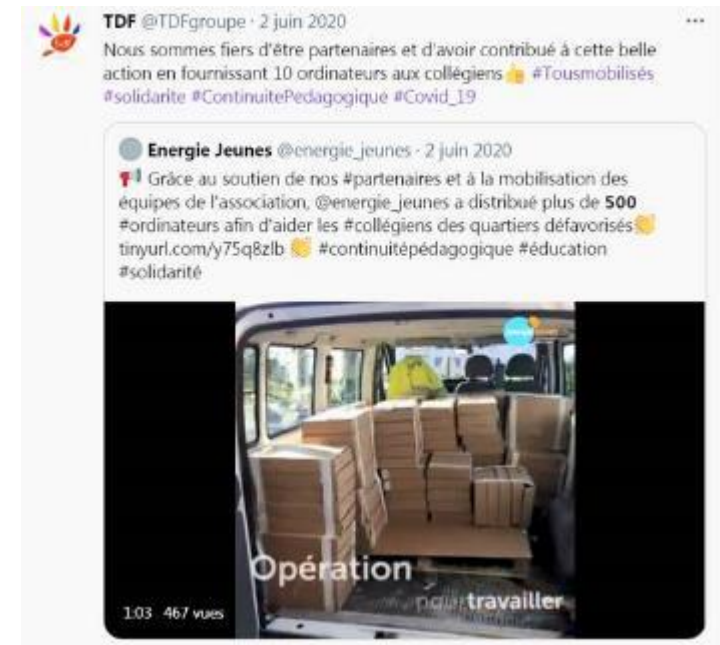 TDF @TDFgroupe · 2 juin 2020
Nous sommes fiers d'être partenaires et d'avoir contribué à cette belle
action en fournissant 10 ordinateurs aux collégiens👍 #Tousmobilisés
#solidarite #ContinuitePedagogique #Covid_19
Energie Jeunes @energie_jeunes · 2 juin 2020
📢 Grâce au soutien de nos #partenaires et à la mobilisation des
équipes de l'association, @energie_jeunes a distribué plus de 500
#ordinateurs afin d'aider les #collégiens des quartiers défavorisés👏
tinyurl.com/y75q8zlb 👏 #continuitépédagogique #éducation
#solidarité
Opération
pour travailler
1:03 467 vues